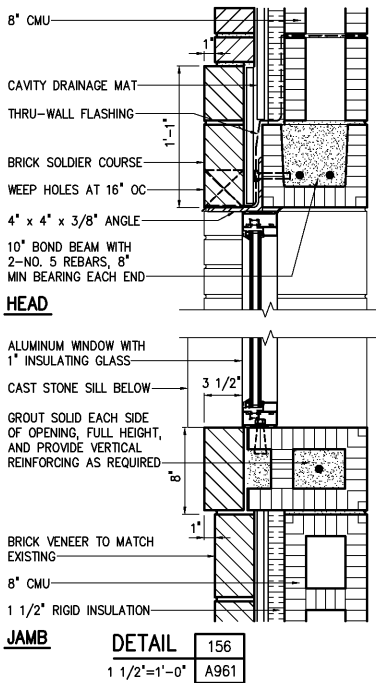 8" CMU
1"
CAVITY DRAINAGE MAT
THRU-WALL FLASHING
1'-1"
BRICK SOLDIER COURSE
WEEP HOLES AT 16" OC
4" x 4" x 3/8" ANGLE
10" BOND BEAM WITH
2-NO. 5 REBARS, 8"
MIN BEARING EACH END
HEAD
ALUMINUM WINDOW WITH
1" INSULATING GLASS
3 1/2"
CAST STONE SILL BELOW
GROUT SOLID EACH SIDE
OF OPENING, FULL HEIGHT,
AND PROVIDE VERTICAL
REINFORCING AS REQUIRED
8"
1"
BRICK VENEER TO MATCH
EXISTING
8" CMU
1 1/2" RIGID INSULATION
JAMB
DETAIL 156
1 1/2"=1'-0" A961